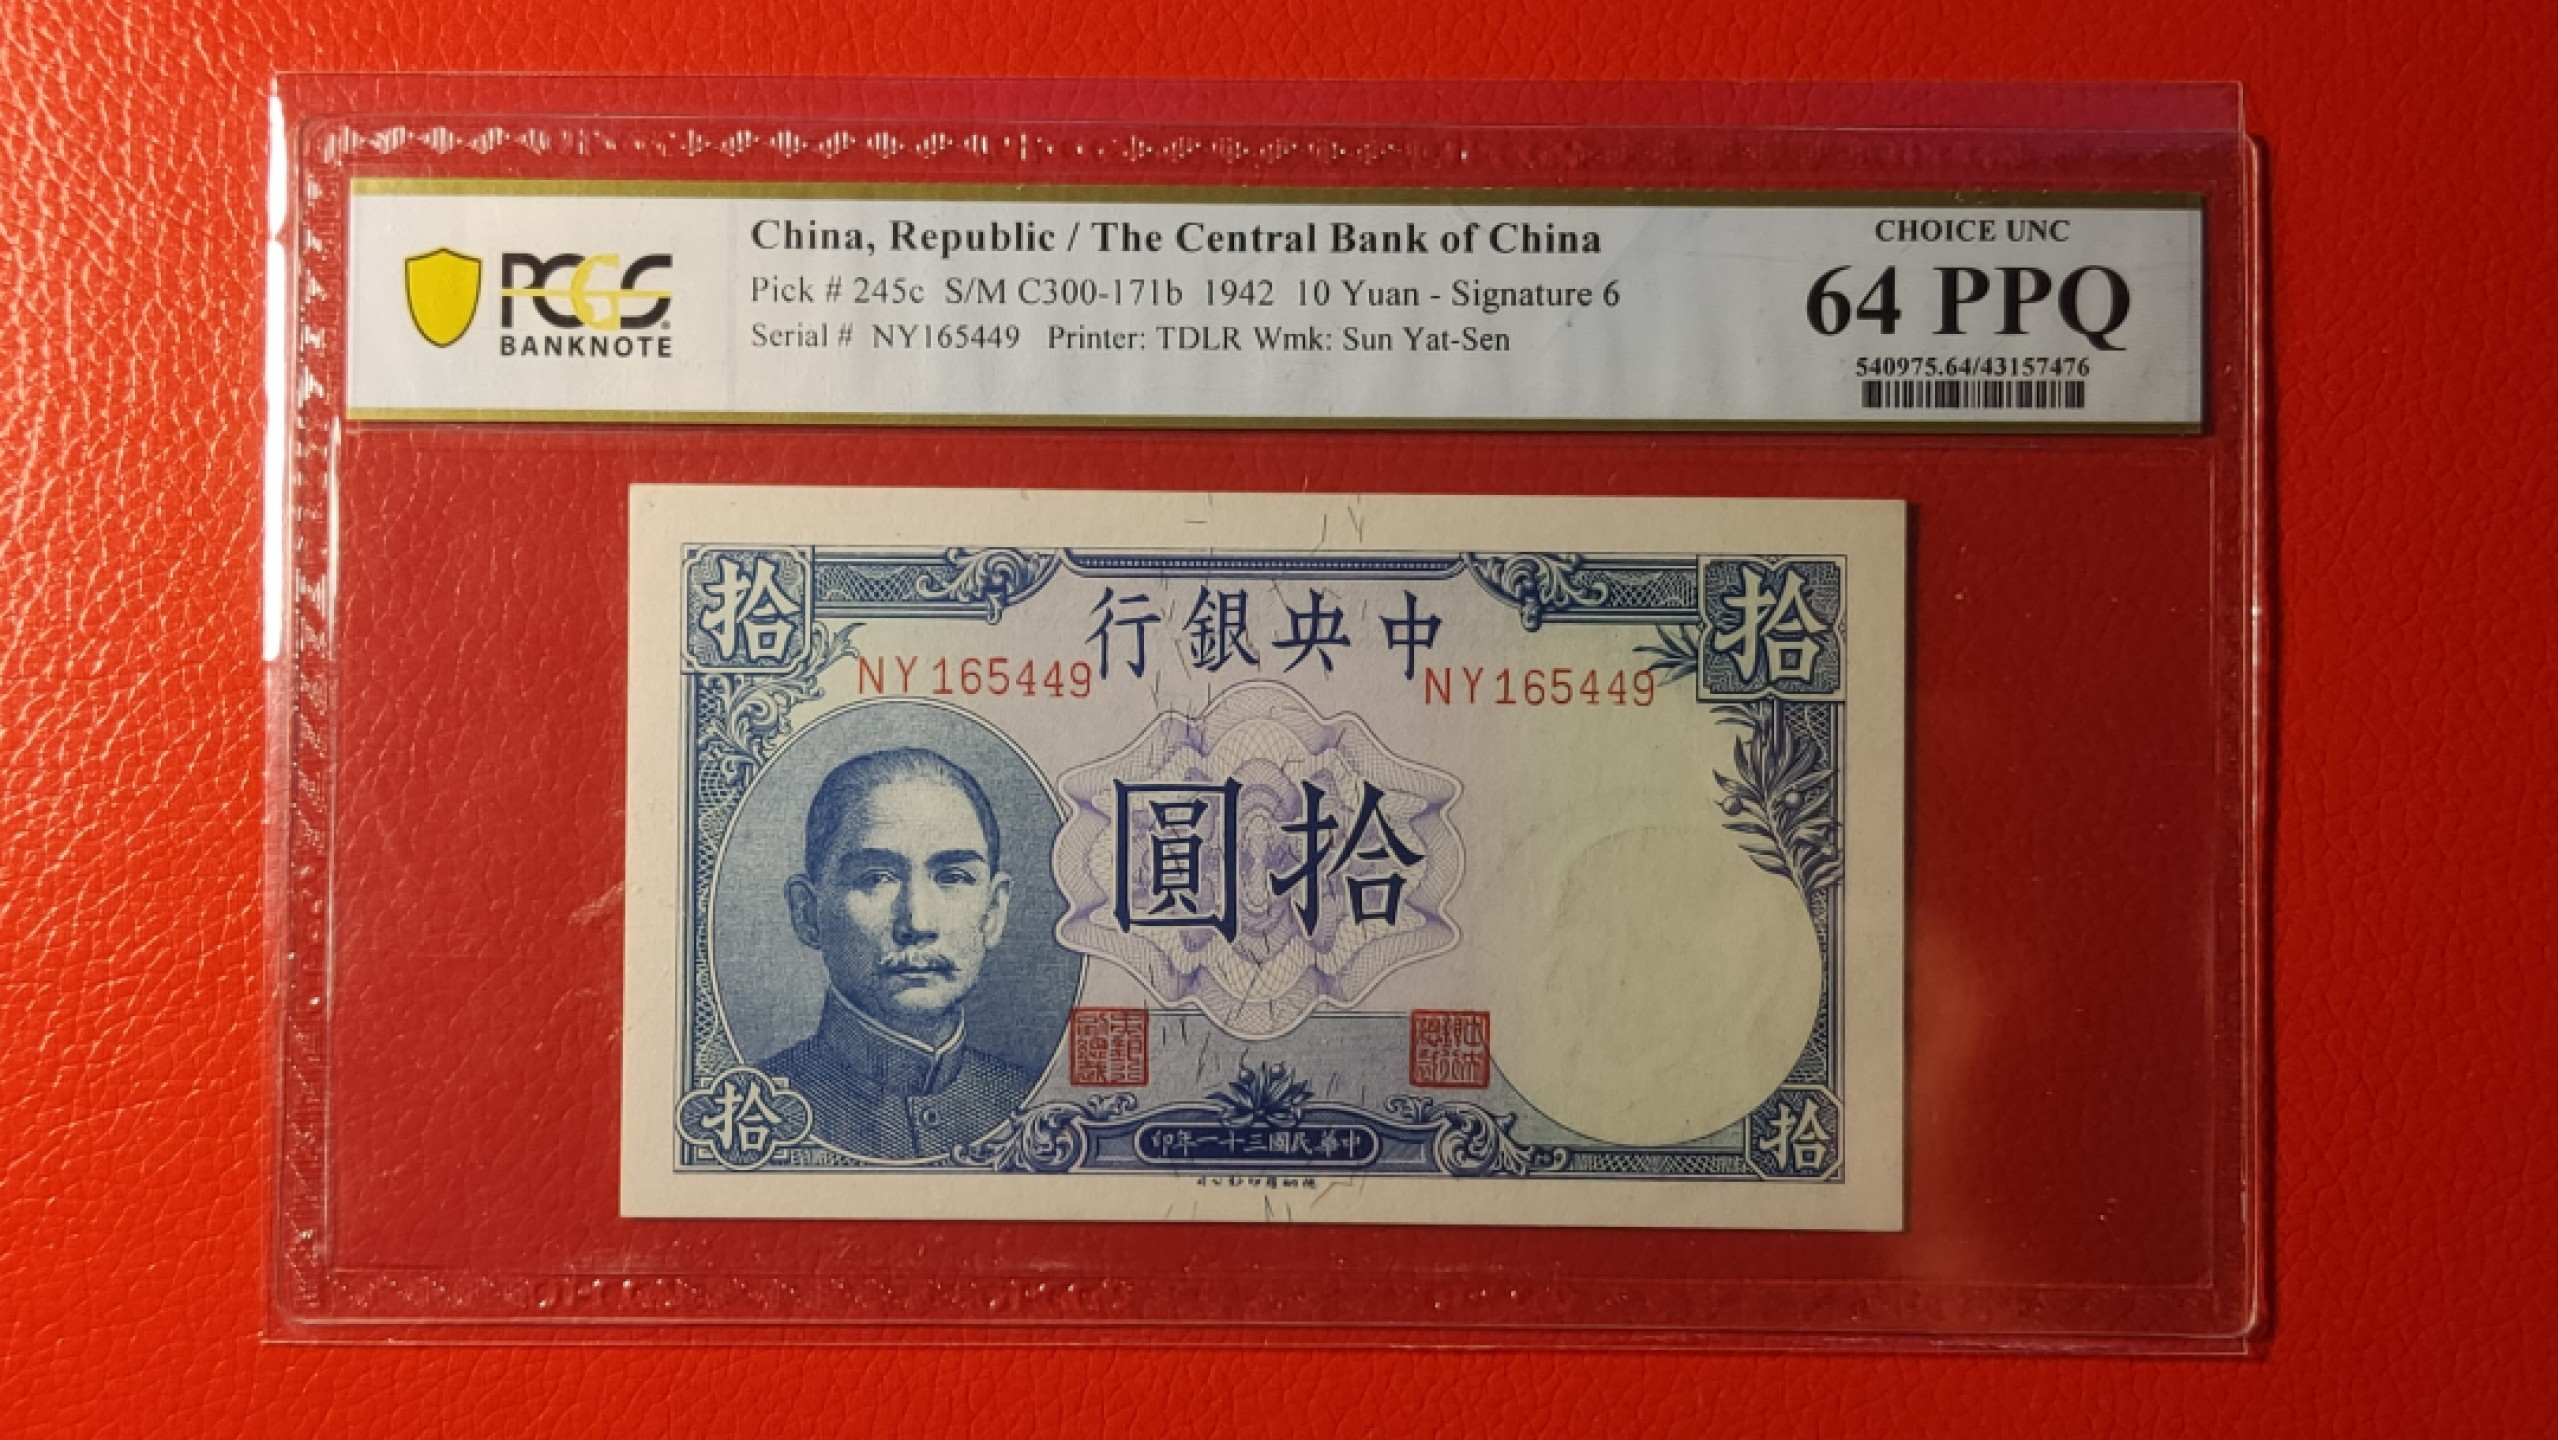 PCGS
BANKNOTE
China, Republic / The Central Bank of China
Pick # 245c S/M C300-171b 1942 10 Yuan - Signature 6
Serial # NY165449 Printer: TDLR Wmk: Sun Yat-Sen
CHOICE UNC
64 PPQ
540975.64/43157476
拾
行銀央中
拾
NY165449
NY165449
圓拾
拾
印年一十三國民華中
拾